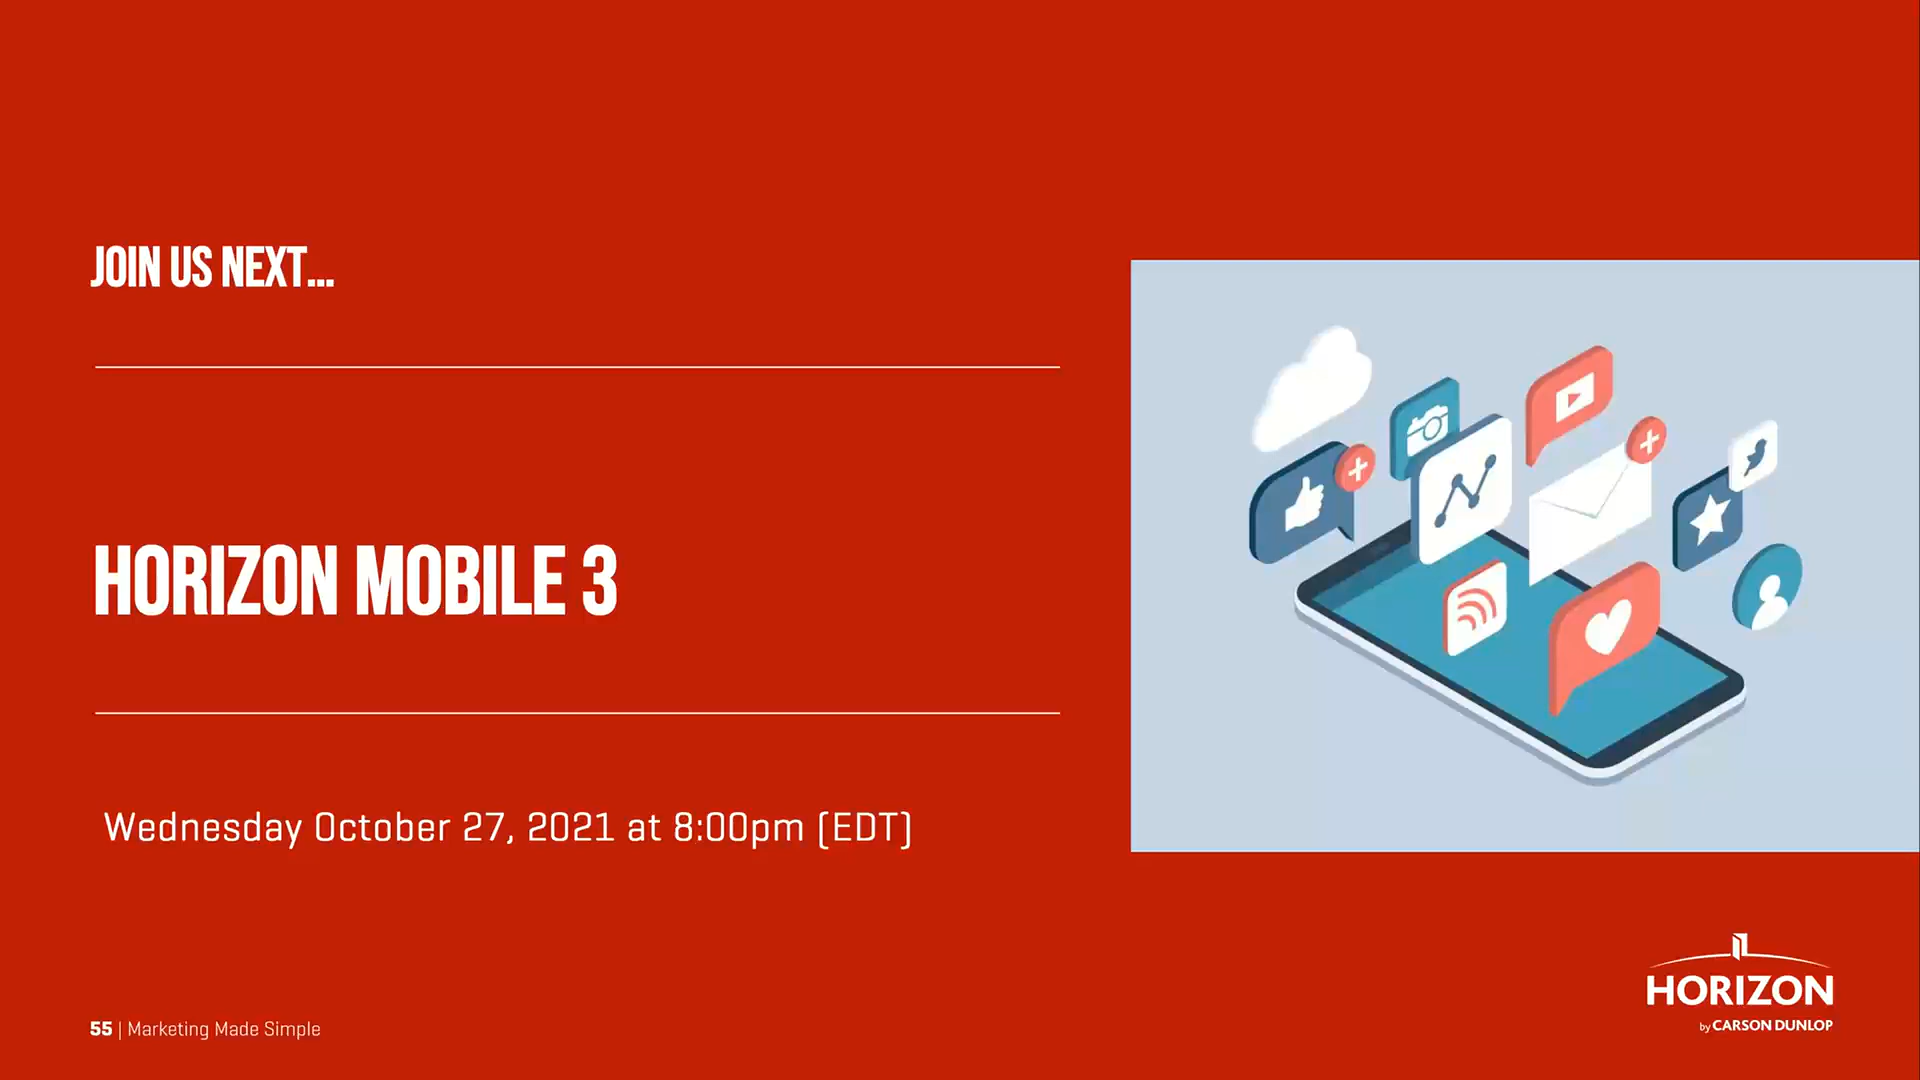 JOIN US NEXT...
HORIZON MOBILE 3
Wednesday October 27, 2021 at 8:00pm (EDT)
55 | Marketing Made Simple
HORIZON
by CARSON DUNLOP